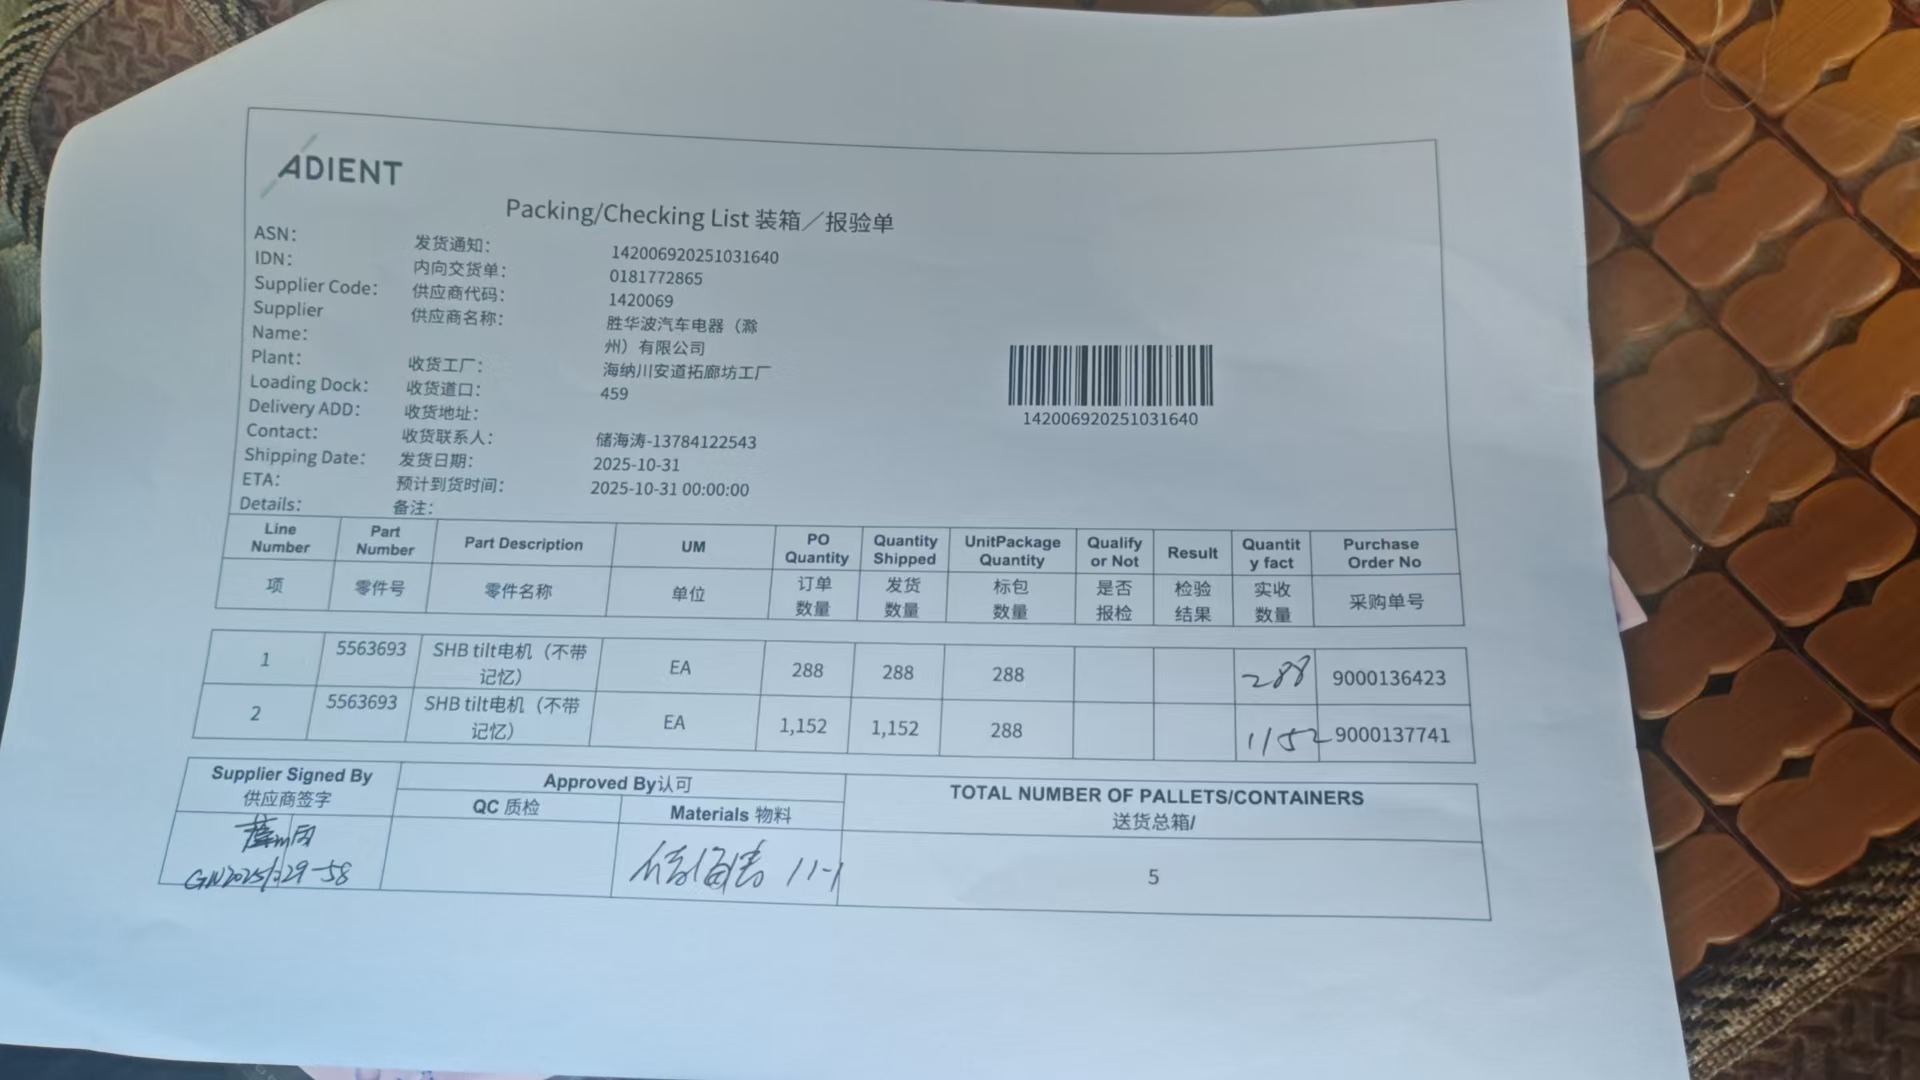 ADIENT
Packing/Checking List 装箱／报验单
ASN: 发货通知: 142006920251031640
IDN: 内向交货单: 0181772865
Supplier Code: 供应商代码: 1420069
Supplier Name: 供应商名称: 胜华波汽车电器（滁
州）有限公司
Plant: 收货工厂: 海纳川安道拓廊坊工厂
Loading Dock: 收货道口: 459
Delivery ADD: 收货地址:
Contact: 收货联系人: 储海涛-13784122543
Shipping Date: 发货日期: 2025-10-31
ETA: 预计到货时间: 2025-10-31 00:00:00
Details: 备注:
142006920251031640
Line Number Part Number Part Description UM PO Quantity Quantity Shipped UnitPackage Quantity Qualify or Not Result Quantit y fact Purchase Order No
项 零件号 零件名称 单位 订单数量 发货数量 标包数量 是否报检 检验结果 实收数量 采购单号
1 5563693 SHB tilt电机（不带记忆） EA 288 288 288 288 9000136423
2 5563693 SHB tilt电机（不带记忆） EA 1,152 1,152 288 1152 9000137741
Supplier Signed By Approved By认可 TOTAL NUMBER OF PALLETS/CONTAINERS
供应商签字 QC 质检 Materials 物料 送货总箱/
储海涛 11-1 5